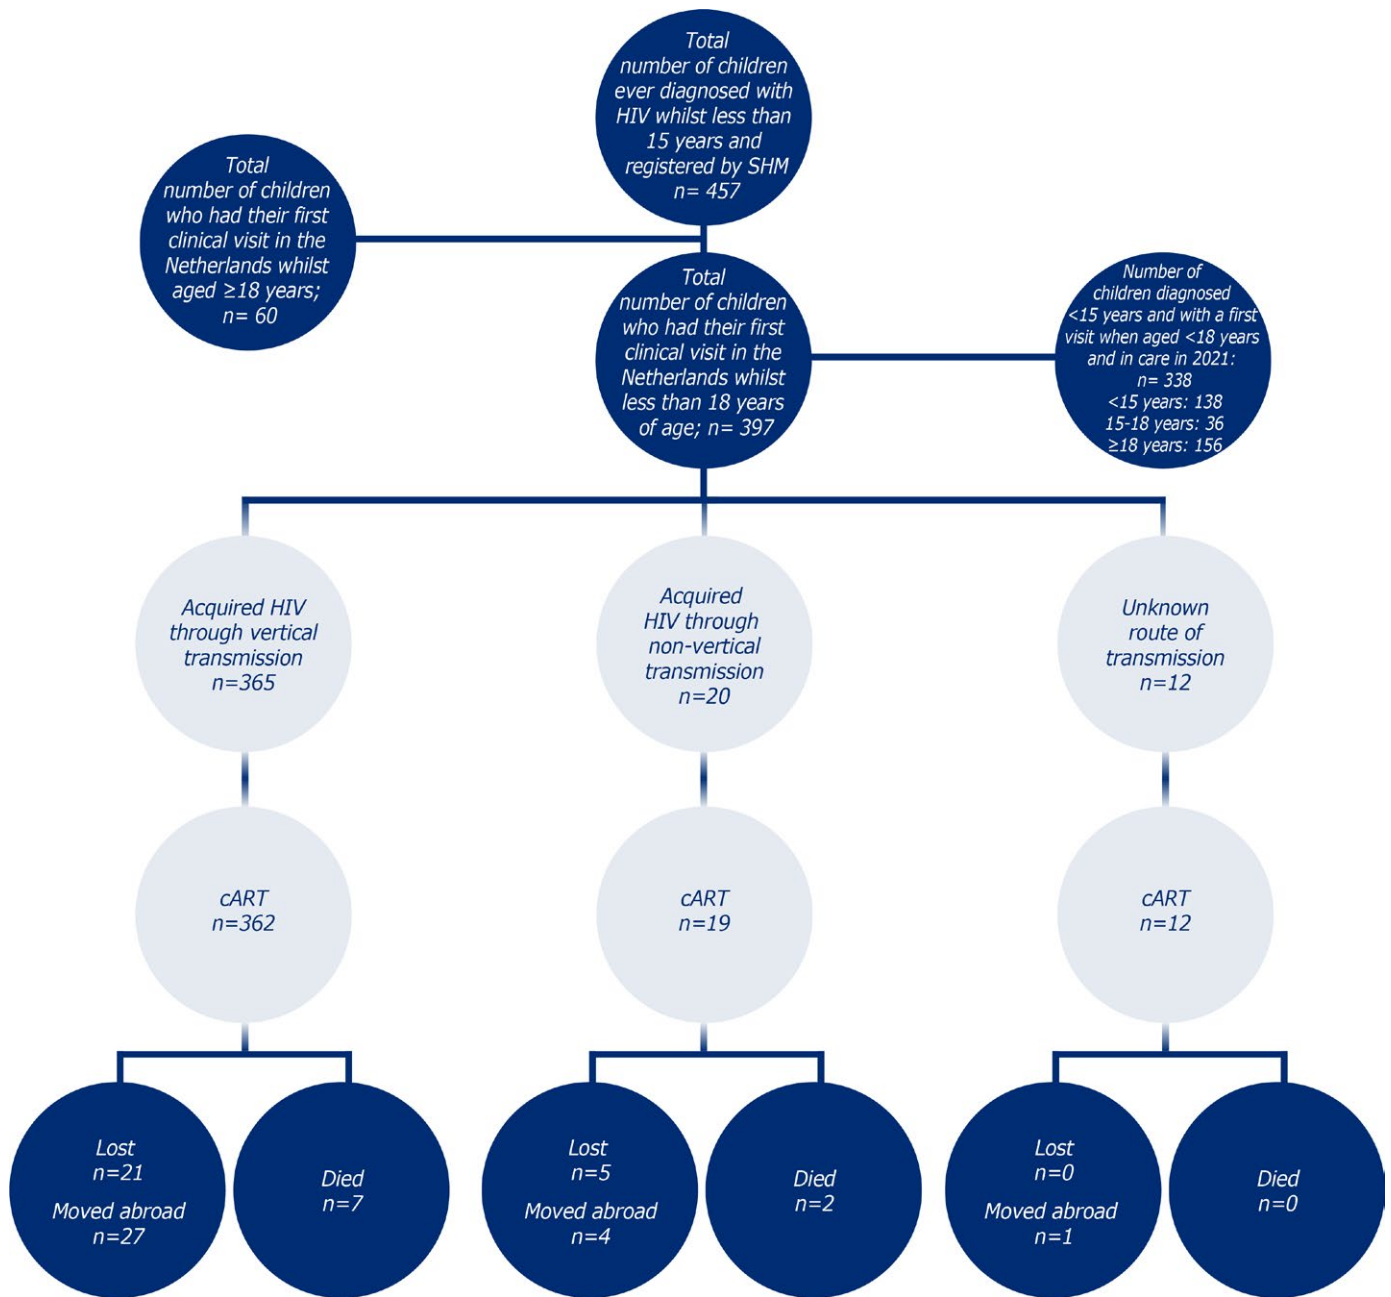 Total
number of children
ever diagnosed with
HIV whilst less than
15 years and
registered by SHM
n= 457
Total
number of children
who had their first
clinical visit in the
Netherlands whilst
aged ≥18 years;
n= 60
Total
number of children
who had their first
clinical visit in the
Netherlands whilst
less than 18 years
of age; n= 397
Number of
children diagnosed
<15 years and with a first
visit when aged <18 years
and in care in 2021:
n= 338
<15 years: 138
15-18 years: 36
≥18 years: 156
Acquired HIV
through vertical
transmission
n=365
Acquired
HIV through
non-vertical
transmission
n=20
Unknown
route of
transmission
n=12
cART
n=362
cART
n=19
cART
n=12
Lost
n=21
Moved abroad
n=27
Died
n=7
Lost
n=5
Moved abroad
n=4
Died
n=2
Lost
n=0
Moved abroad
n=1
Died
n=0